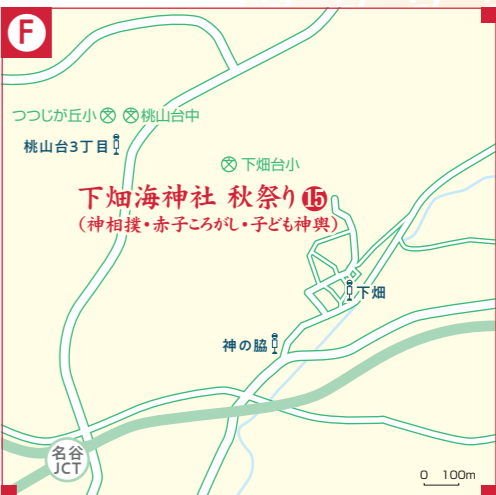 F
つつじが丘小 桃山台中
桃山台3丁目
下畑台小
下畑海神社 秋祭り⓯
(神相撲・赤子ころがし・子ども神輿)
下畑
神の脇
名谷
JCT
0 100m